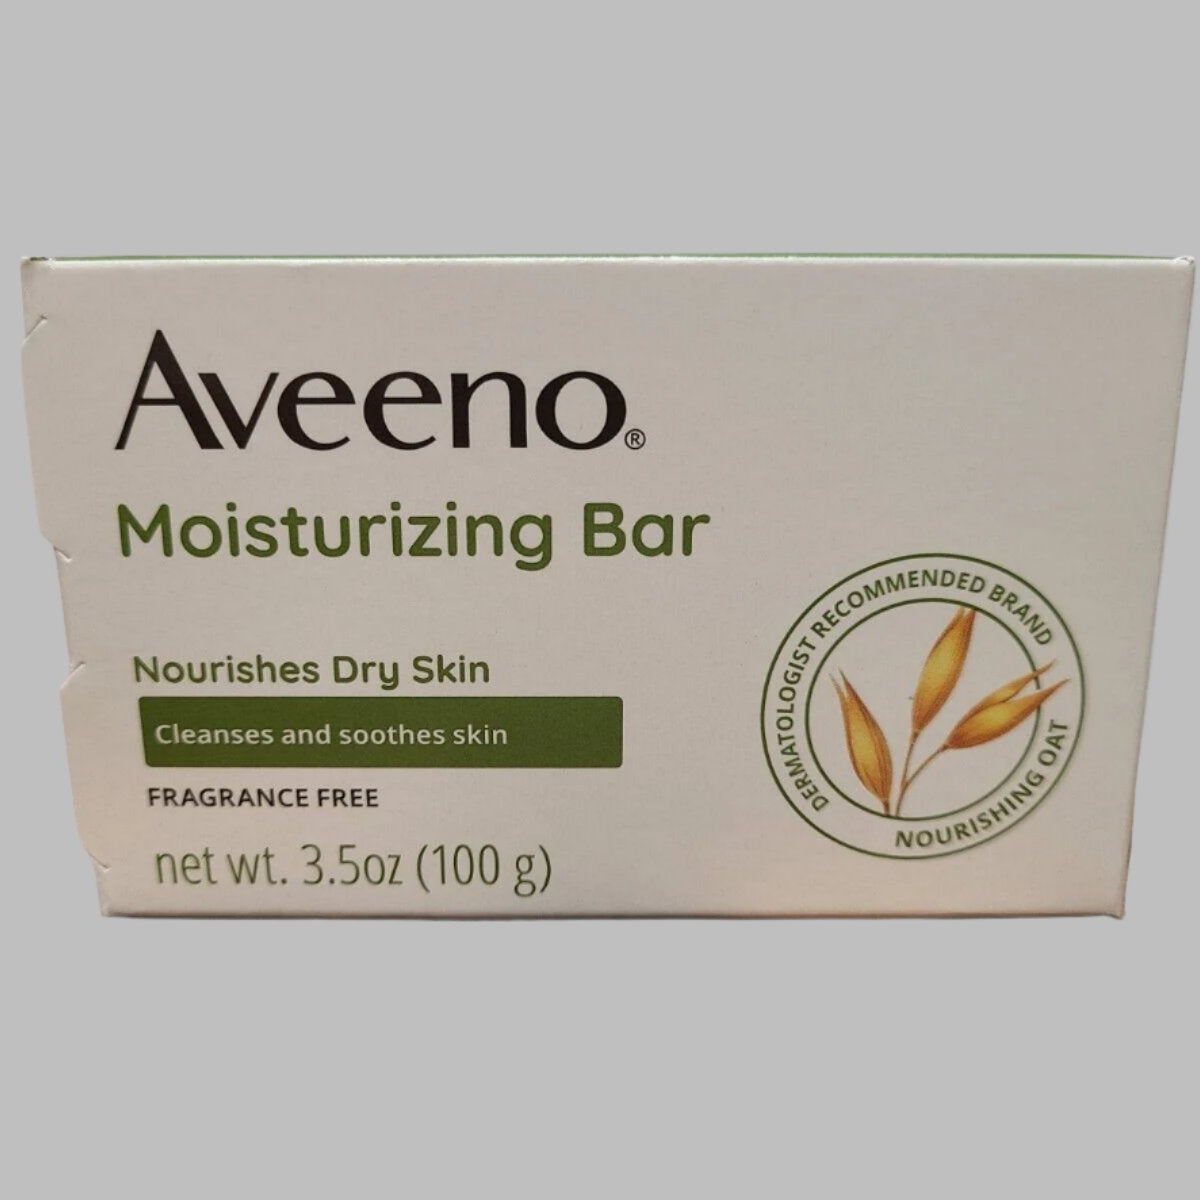 Aveeno®
Moisturizing Bar
Nourishes Dry Skin
Cleanses and soothes skin
FRAGRANCE FREE
net wt. 3.5oz (100 g)
DERMATOLOGIST RECOMMENDED BRAND
NOURISHING OAT